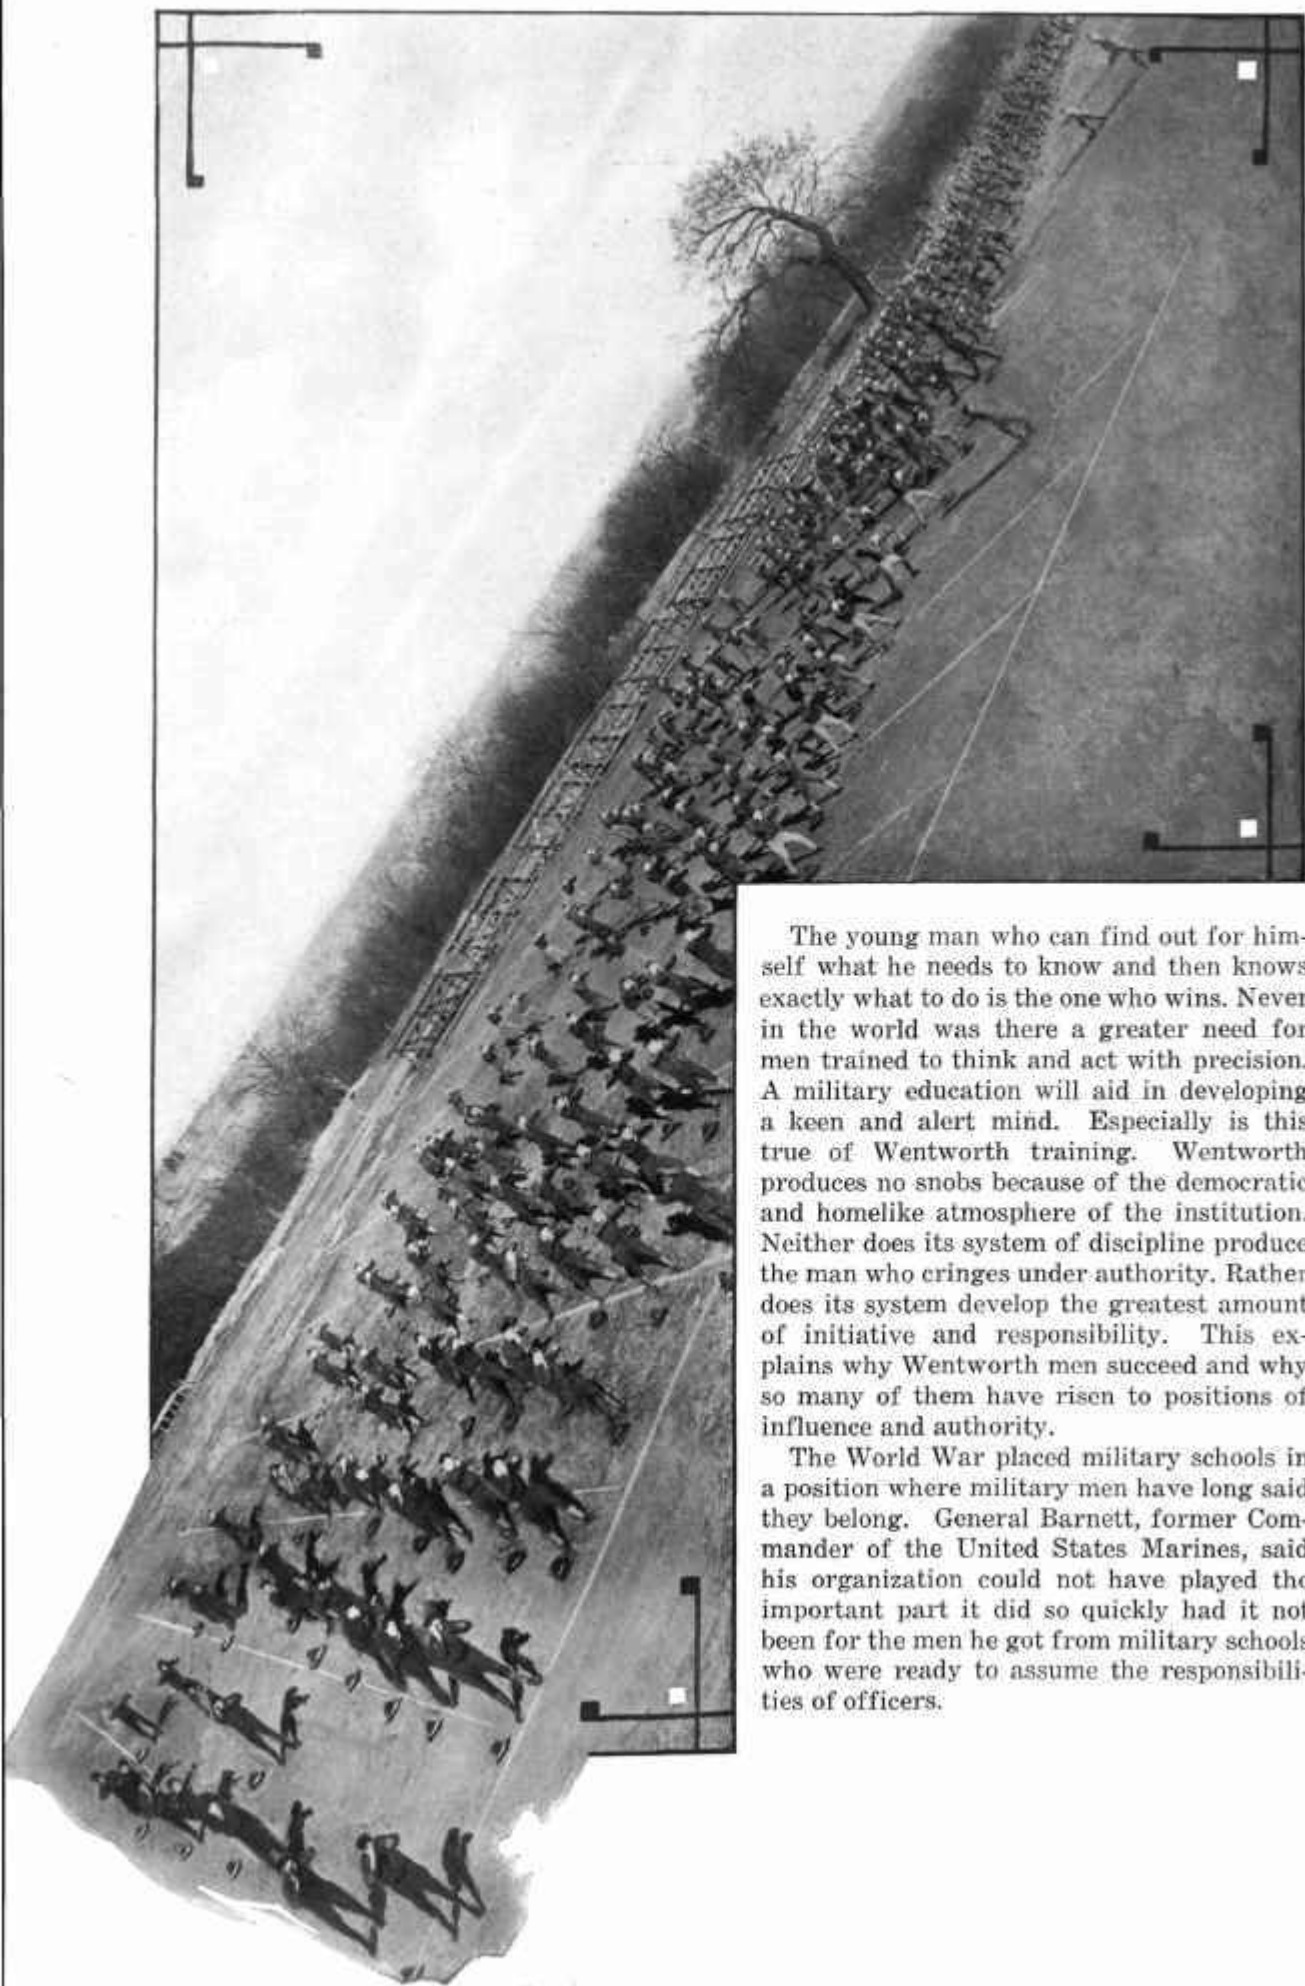 The young man who can find out for him-
self what he needs to know and then knows
exactly what to do is the one who wins. Never
in the world was there a greater need for
men trained to think and act with precision.
A military education will aid in developing
a keen and alert mind. Especially is this
true of Wentworth training. Wentworth
produces no snobs because of the democratic
and homelike atmosphere of the institution.
Neither does its system of discipline produce
the man who cringes under authority. Rather
does its system develop the greatest amount
of initiative and responsibility. This ex-
plains why Wentworth men succeed and why
so many of them have risen to positions of
influence and authority.
The World War placed military schools in
a position where military men have long said
they belong. General Barnett, former Com-
mander of the United States Marines, said
his organization could not have played the
important part it did so quickly had it not
been for the men he got from military schools
who were ready to assume the responsibili-
ties of officers.